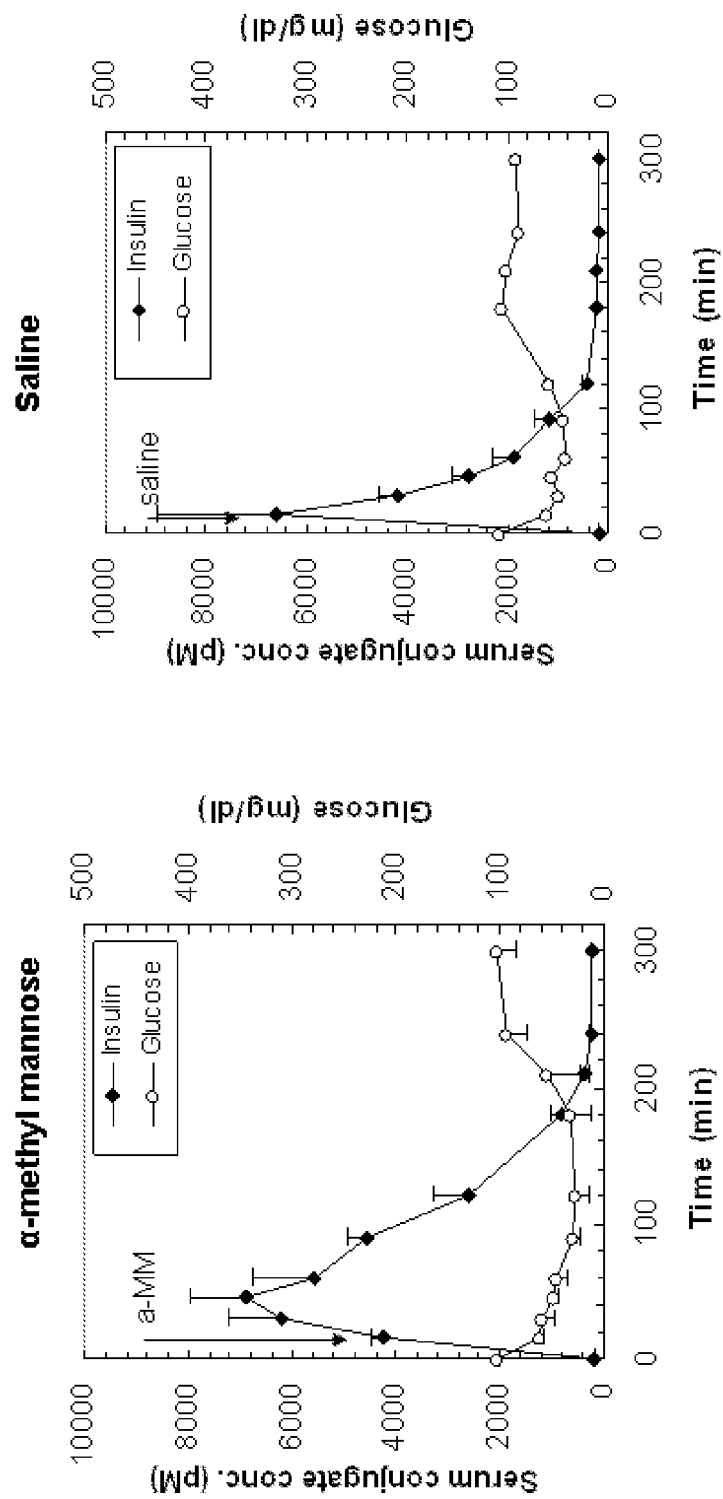 α-methyl mannose
10000
8000
6000
4000
2000
0
Serum conjugate conc. (pM)
500
400
300
200
100
0
Glucose (mg/dl)
0
100
200
300
Time (min)
a-MM
Insulin
Glucose
Saline
10000
8000
6000
4000
2000
0
Serum conjugate conc. (pM)
500
400
300
200
100
0
Glucose (mg/dl)
0
100
200
300
Time (min)
saline
Insulin
Glucose